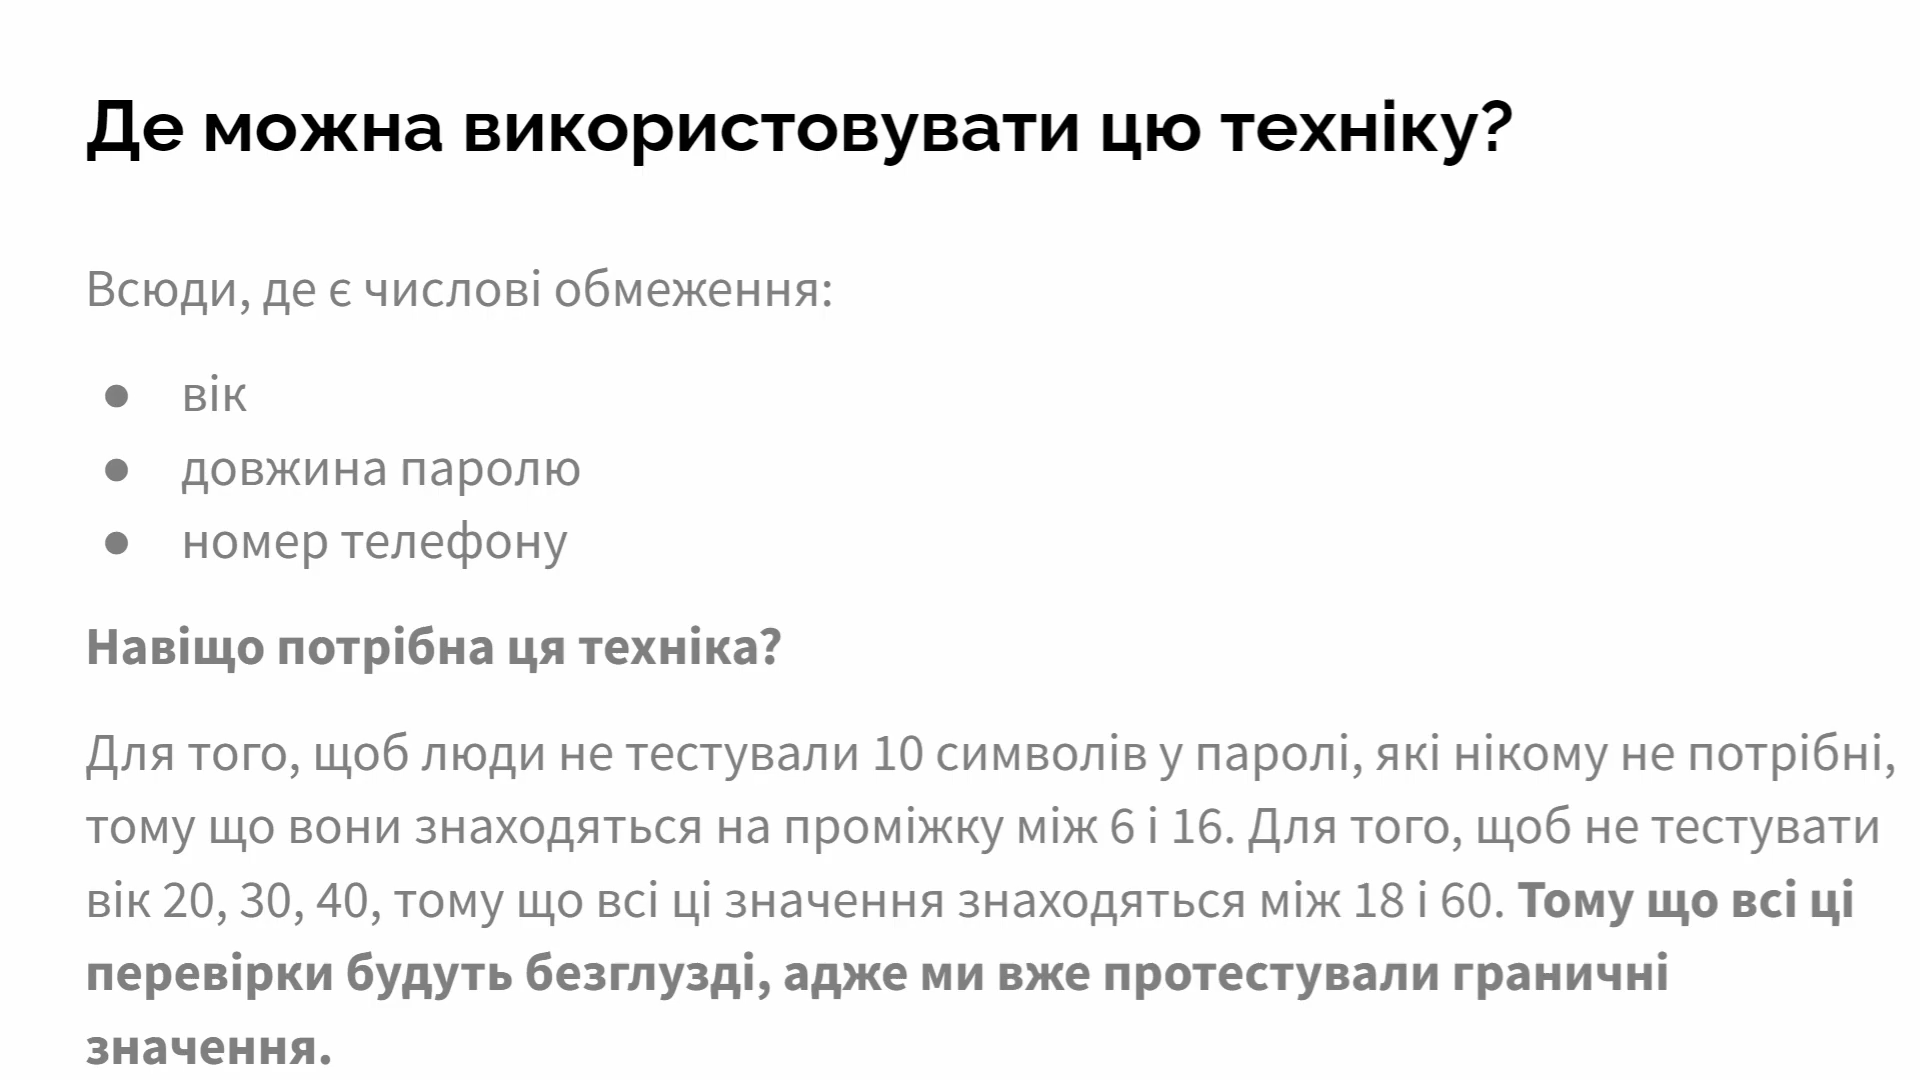 Де можна використовувати цю техніку?
Всюди, де є числові обмеження:
● вік
● довжина паролю
● номер телефону
Навіщо потрібна ця техніка?
Для того, щоб люди не тестували 10 символів у паролі, які нікому не потрібні,
тому що вони знаходяться на проміжку між 6 і 16. Для того, щоб не тестувати
вік 20, 30, 40, тому що всі ці значення знаходяться між 18 і 60. Тому що всі ці
перевірки будуть безглузді, адже ми вже протестували граничні
значення.